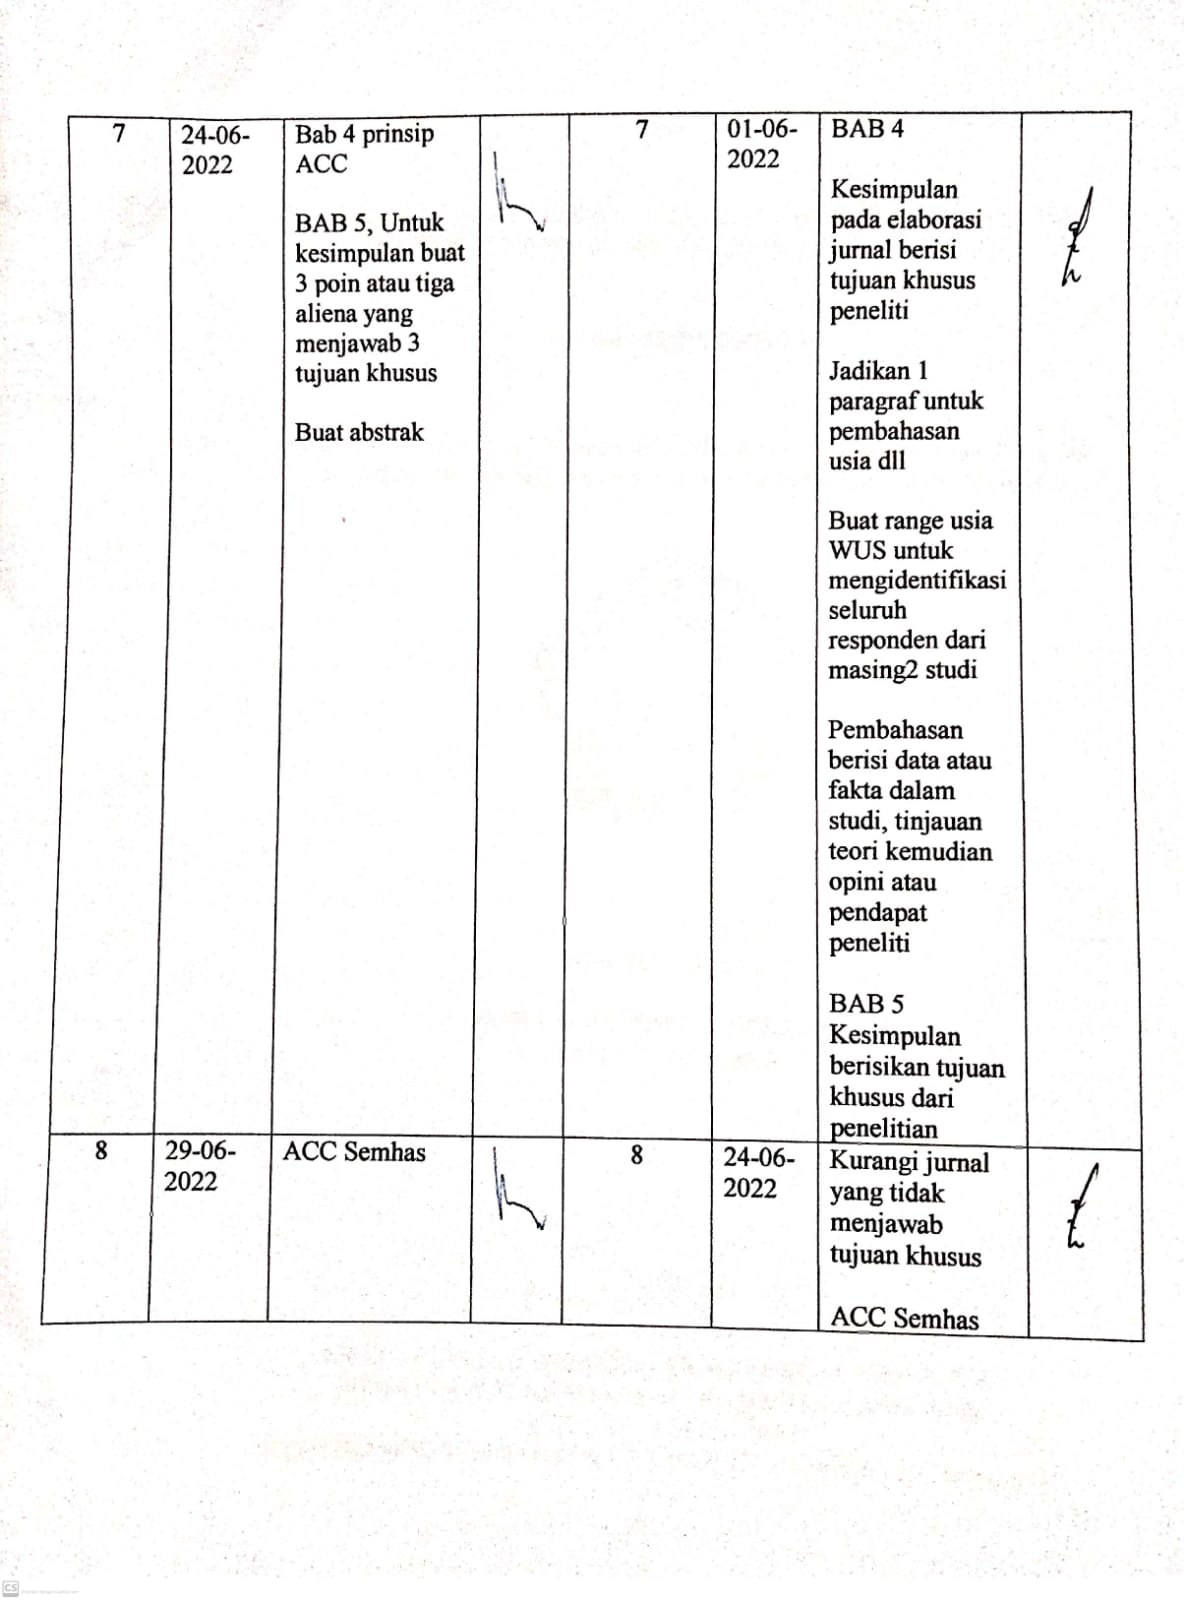 7
24-06-
2022
Bab 4 prinsip
ACC
BAB 5, Untuk
kesimpulan buat
3 poin atau tiga
aliena yang
menjawab 3
tujuan khusus
Buat abstrak
7
01-06-
2022
BAB 4
Kesimpulan
pada elaborasi
jurnal berisi
tujuan khusus
peneliti
Jadikan 1
paragraf untuk
pembahasan
usia dll
Buat range usia
WUS untuk
mengidentifikasi
seluruh
responden dari
masing2 studi
Pembahasan
berisi data atau
fakta dalam
studi, tinjauan
teori kemudian
opini atau
pendapat
peneliti
BAB 5
Kesimpulan
berisikan tujuan
khusus dari
penelitian
8
29-06-
2022
ACC Semhas
8
24-06-
2022
Kurangi jurnal
yang tidak
menjawab
tujuan khusus
ACC Semhas
CS